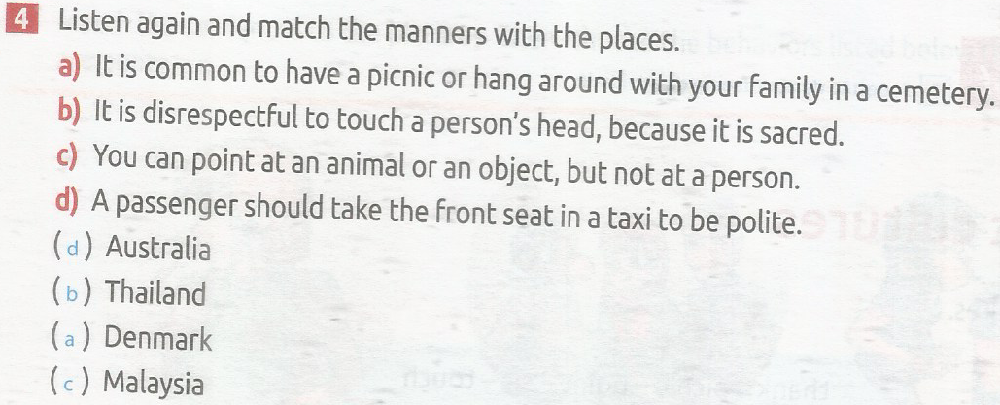 4 Listen again and match the manners with the places.
a) It is common to have a picnic or hang around with your family in a cemetery.
b) It is disrespectful to touch a person's head, because it is sacred.
c) You can point at an animal or an object, but not at a person.
d) A passenger should take the front seat in a taxi to be polite.
( d ) Australia
( b ) Thailand
( a ) Denmark
( c ) Malaysia